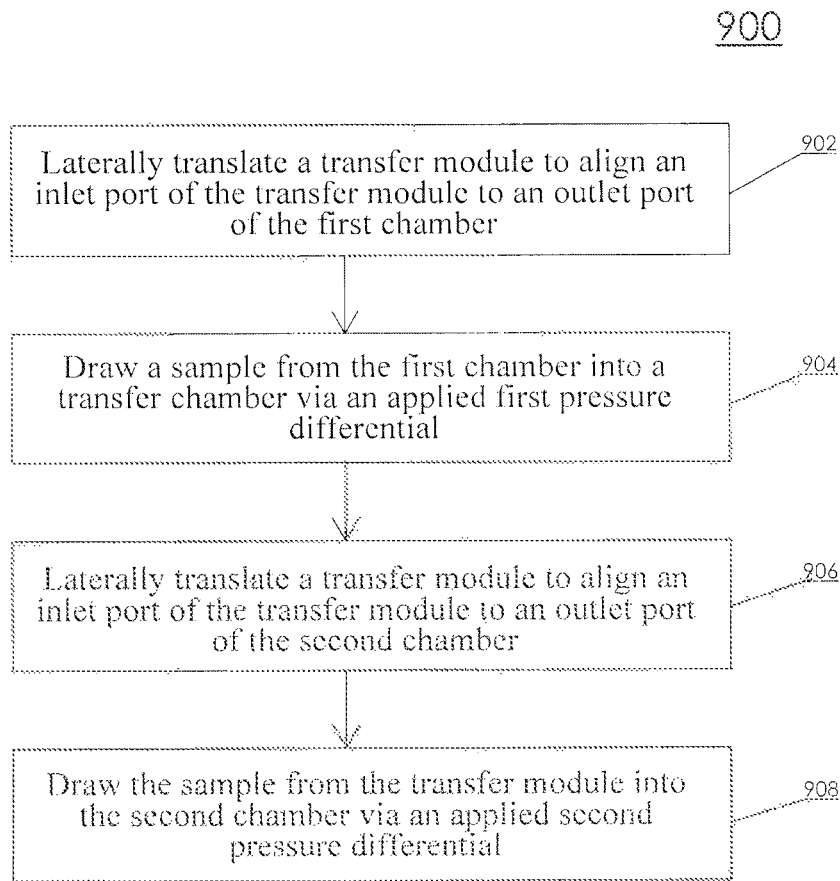 900
Laterally translate a transfer module to align an
inlet port of the transfer module to an outlet port
of the first chamber
902
Draw a sample from the first chamber into a
transfer chamber via an applied first pressure
differential
904
Laterally translate a transfer module to align an
inlet port of the transfer module to an outlet port
of the second chamber
906
Draw the sample from the transfer module into
the second chamber via an applied second
pressure differential
908